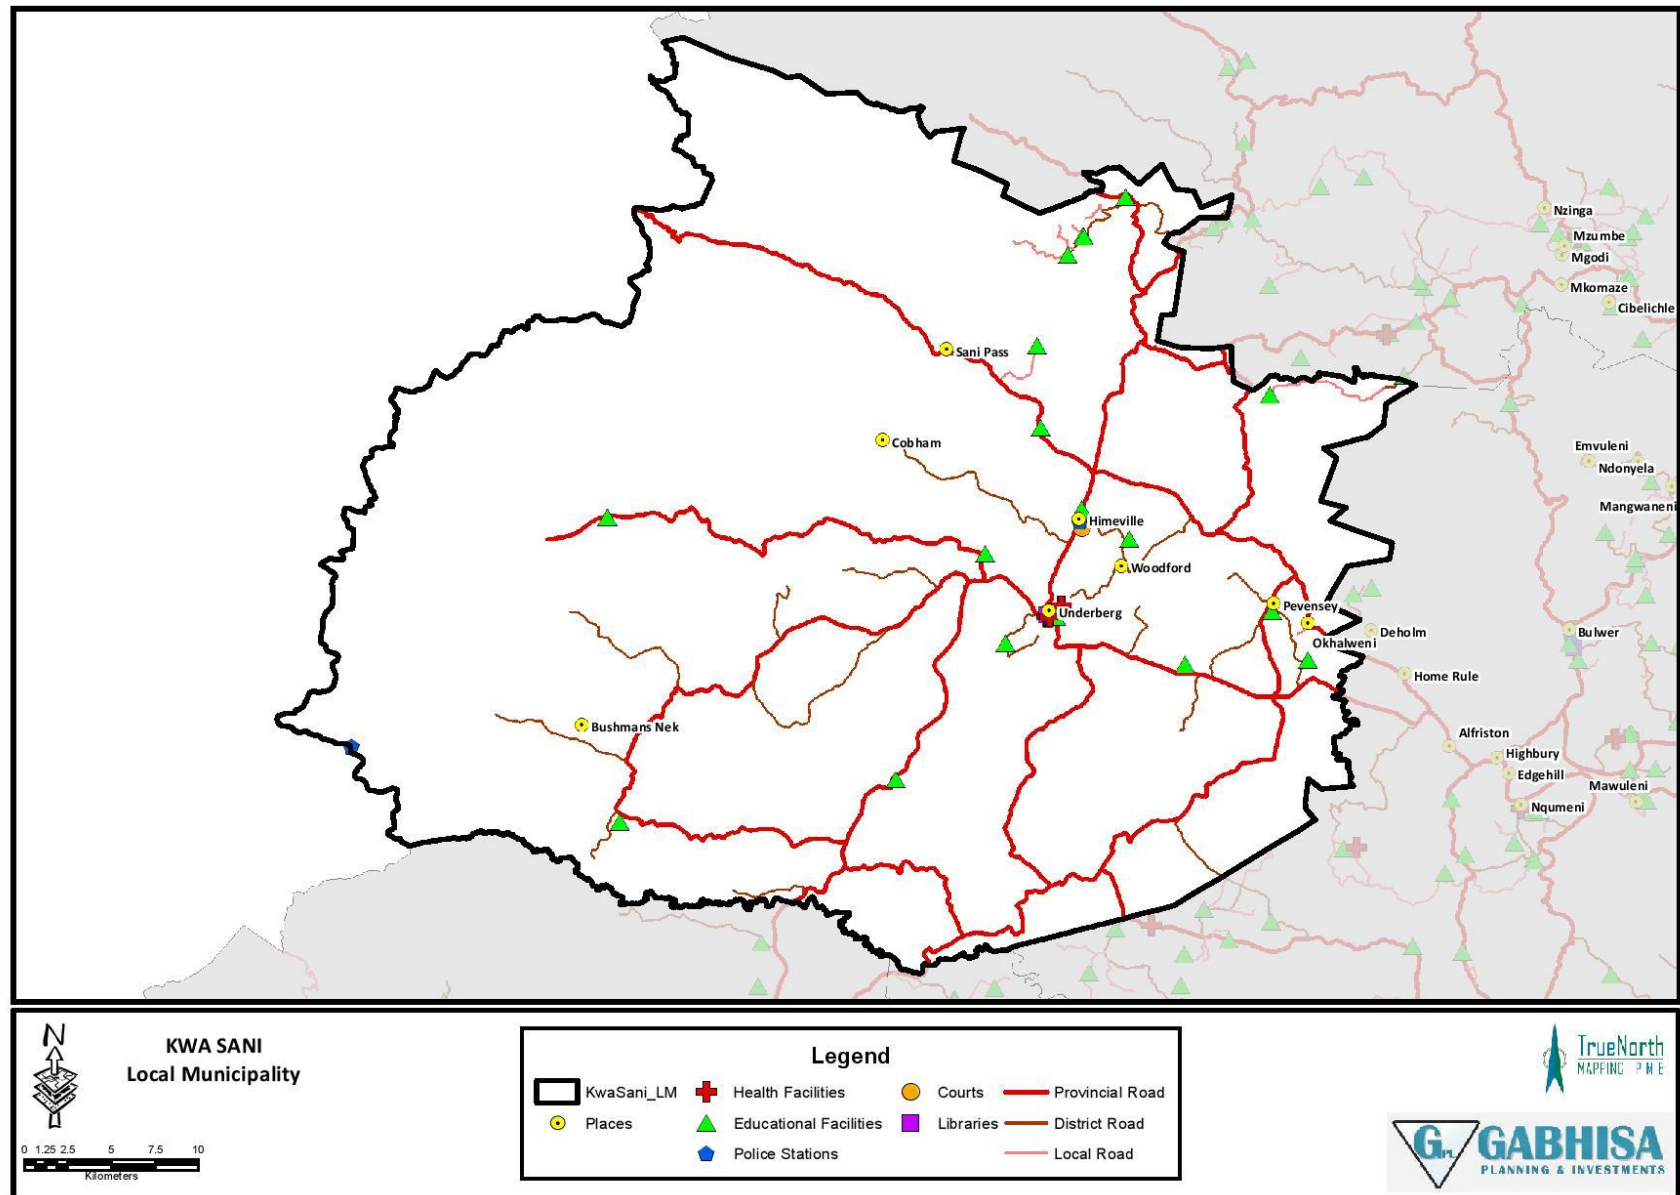 Nzinga
Mzumbe
Mgodi
Mkomaze
Cibelichle
Sani Pass
Cobham
Emvuleni
Ndonyela
Mangwaneni
Himeville
Woodford
Underberg
Pevensey
Okhalweni
Deholm
Bulwer
Home Rule
Bushmans Nek
Alfriston
Highbury
Edgehill
Mawuleni
Nqumeni
N
KWA SANI
Local Municipality
0 1.25 2.5 5 7.5 10
Kilometers
Legend
KwaSani_LM Health Facilities Courts Provincial Road
Places Educational Facilities Libraries District Road
Police Stations Local Road
TrueNorth
MAPPING PME
GPL GABHISA
PLANNING & INVESTMENTS